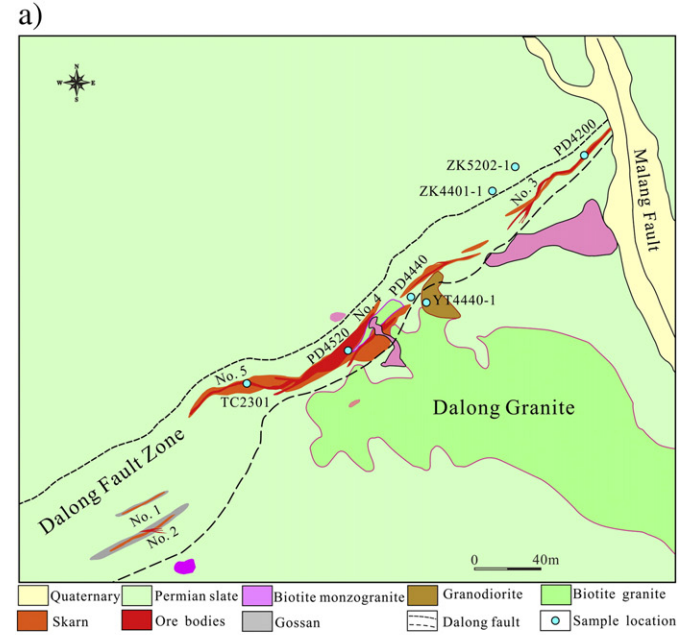 a)
N
W E
S
PD4200
ZK5202-1
ZK4401-1
No. 3
Malang Fault
PD4440
YT4440-1
No. 4
PD4520
No. 5
TC2301
Dalong Granite
Dalong Fault Zone
No. 1
No. 2
0 40m
Quaternary Permian slate Biotite monzogranite Granodiorite Biotite granite
Skarn Ore bodies Gossan Dalong fault Sample location